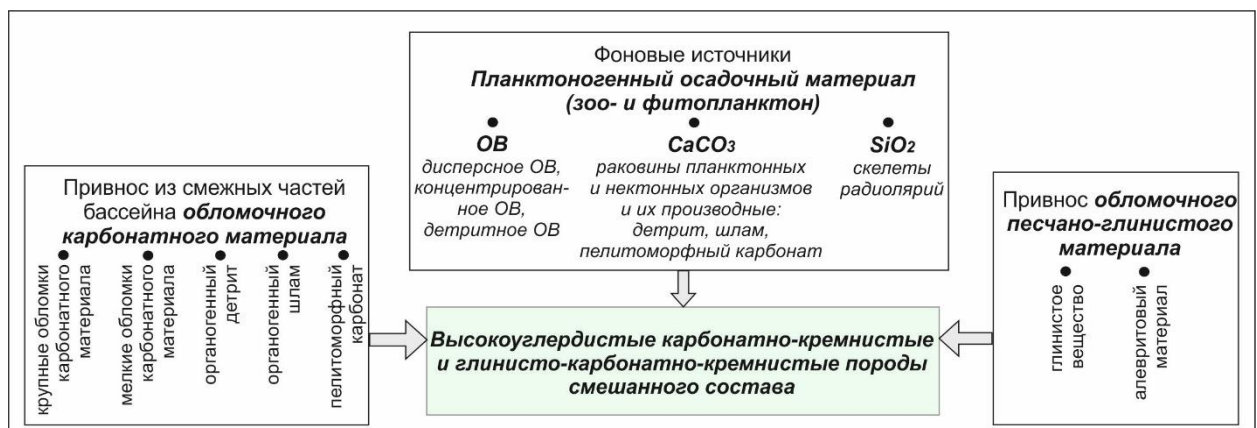 Фоновые источники
Планктоногенный осадочный материал
(зоо- и фитопланктон)
ОВ
дисперсное ОВ,
концентрирован-
ное ОВ,
детритное ОВ
CaCO3
раковины планктонных
и нектонных организмов
и их производные:
детрит, шлам,
пелитоморфный карбонат
SiO2
скелеты
радиолярий
Привнос из смежных частей
бассейна обломочного
карбонатного материала
крупные обломки
карбонатного
материала
мелкие обломки
карбонатного
материала
органогенный
детрит
органогенный
шлам
пелитоморфный
карбонат
Привнос обломочного
песчано-глинистого
материала
глинистое
вещество
алевритовый
материал
Высокоуглердистые карбонатно-кремнистые
и глинисто-карбонатно-кремнистые породы
смешанного состава